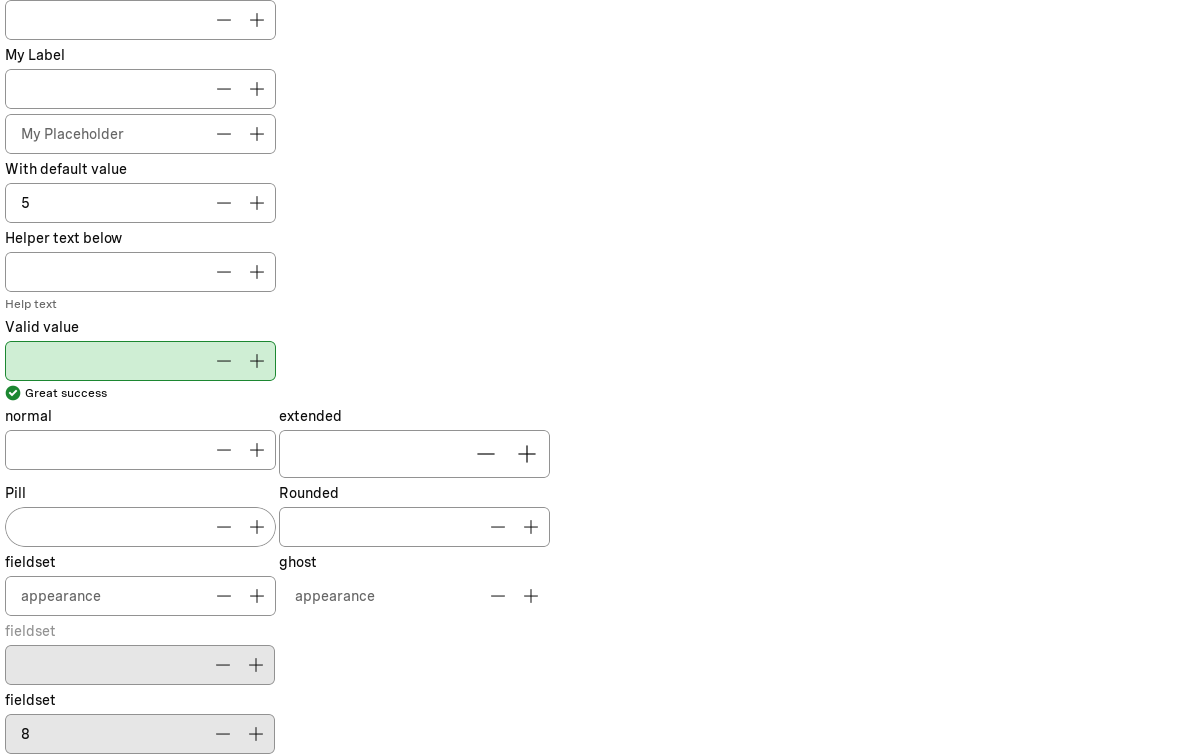 My Label
My Placeholder
With default value
5
Helper text below
Help text
Valid value
Great success
normal extended
Pill Rounded
fieldset ghost
appearance appearance
fieldset
fieldset
8